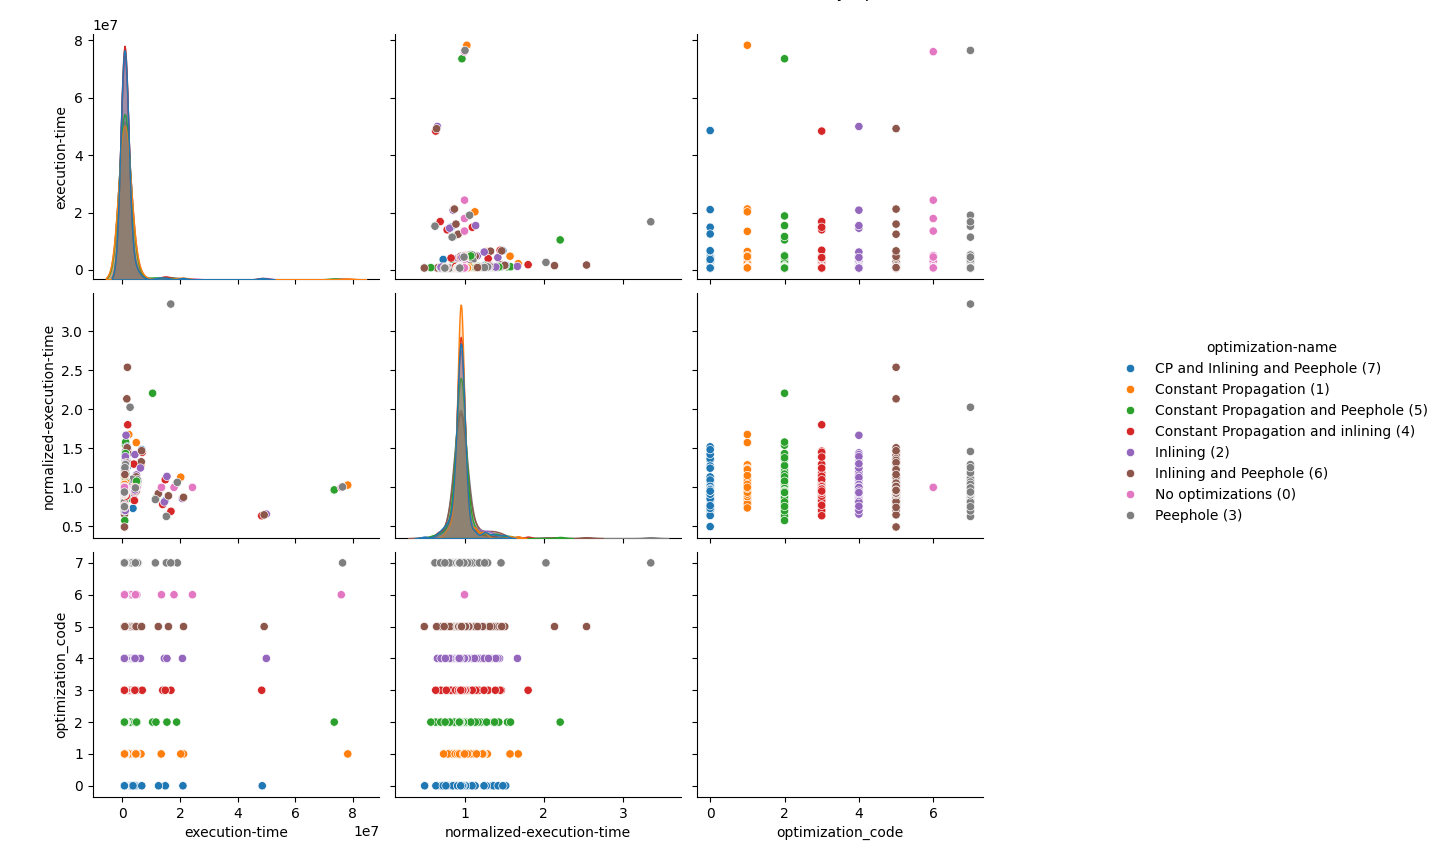 1e7
8
6
4
2
0
execution-time
3.0
2.5
2.0
1.5
1.0
0.5
normalized-execution-time
7
6
5
4
3
2
1
0
optimization_code
0 2 4 6 8
1e7
execution-time
1 2 3
normalized-execution-time
0 2 4 6
optimization_code
optimization-name
CP and Inlining and Peephole (7)
Constant Propagation (1)
Constant Propagation and Peephole (5)
Constant Propagation and inlining (4)
Inlining (2)
Inlining and Peephole (6)
No optimizations (0)
Peephole (3)